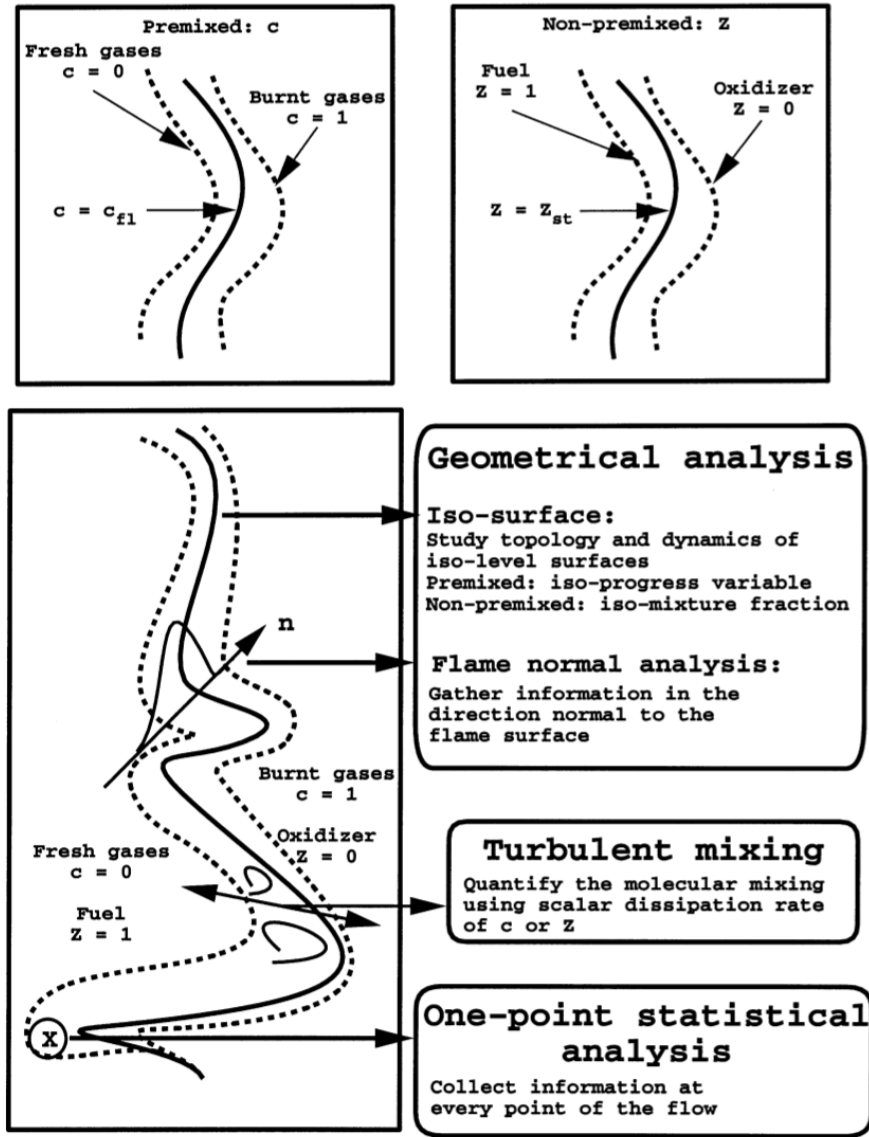 Premixed: c
Fresh gases
c = 0
Burnt gases
c = 1
c = c_fl
Non-premixed: Z
Fuel
Z = 1
Oxidizer
Z = 0
Z = Z_st
n
Burnt gases
c = 1
Oxidizer
Z = 0
Fresh gases
c = 0
Fuel
Z = 1
X
Geometrical analysis
Iso-surface:
Study topology and dynamics of
iso-level surfaces
Premixed: iso-progress variable
Non-premixed: iso-mixture fraction
Flame normal analysis:
Gather information in the
direction normal to the
flame surface
Turbulent mixing
Quantify the molecular mixing
using scalar dissipation rate
of c or Z
One-point statistical
analysis
Collect information at
every point of the flow